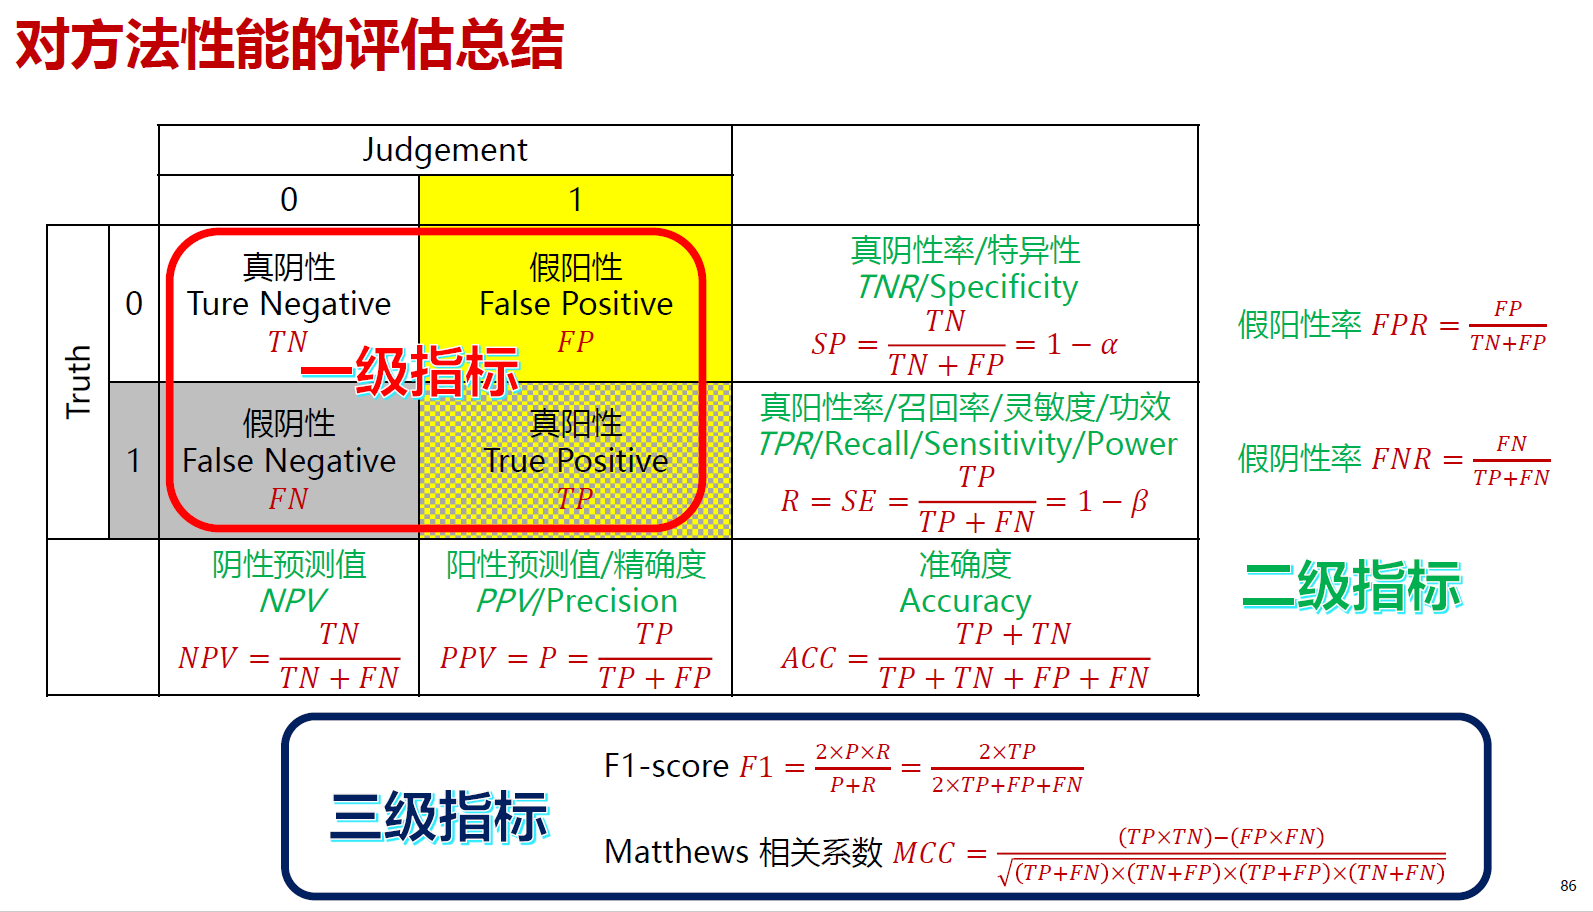 对方法性能的评估总结
Judgement
0
1
Truth
0
真阴性
Ture Negative
TN
假阳性
False Positive
FP
真阴性率/特异性
TNR/Specificity
SP = TN / (TN + FP) = 1 − α
假阳性率 FPR = FP / (TN+FP)
一级指标
1
假阴性
False Negative
FN
真阳性
True Positive
TP
真阳性率/召回率/灵敏度/功效
TPR/Recall/Sensitivity/Power
R = SE = TP / (TP + FN) = 1 − β
假阴性率 FNR = FN / (TP+FN)
阴性预测值
NPV
NPV = TN / (TN + FN)
阳性预测值/精确度
PPV/Precision
PPV = P = TP / (TP + FP)
准确度
Accuracy
ACC = (TP + TN) / (TP + TN + FP + FN)
二级指标
三级指标
F1-score F1 = (2×P×R) / (P+R) = (2×TP) / (2×TP+FP+FN)
Matthews 相关系数 MCC = ((TP×TN)−(FP×FN)) / √((TP+FN)×(TN+FP)×(TP+FP)×(TN+FN))
86